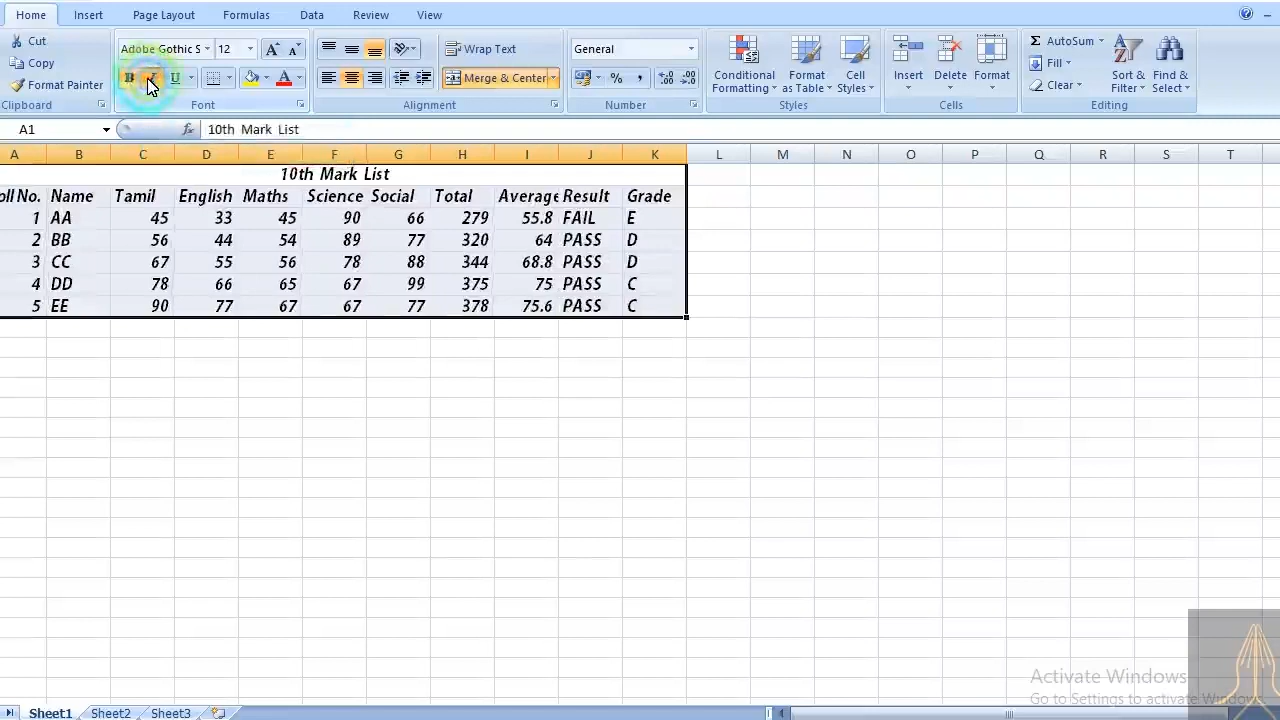 Home Insert Page Layout Formulas Data Review View
Cut
Copy
Format Painter
Clipboard
Adobe Gothic S 12
B U
Font
Wrap Text
Merge & Center
Alignment
General
%
Number
Conditional Formatting
Format as Table
Cell Styles
Styles
Insert Delete Format
Cells
AutoSum
Fill
Clear
Sort & Filter
Find & Select
Editing
A1 fx 10th Mark List
A B C D E F G H I J K L M N O P Q R S T
10th Mark List
oll No. Name Tamil English Maths Science Social Total Average Result Grade
1 AA 45 33 45 90 66 279 55.8 FAIL E
2 BB 56 44 54 89 77 320 64 PASS D
3 CC 67 55 56 78 88 344 68.8 PASS D
4 DD 78 66 65 67 99 375 75 PASS C
5 EE 90 77 67 67 77 378 75.6 PASS C
Activate Windows
Go to Settings to activate Windows.
Sheet1 Sheet2 Sheet3